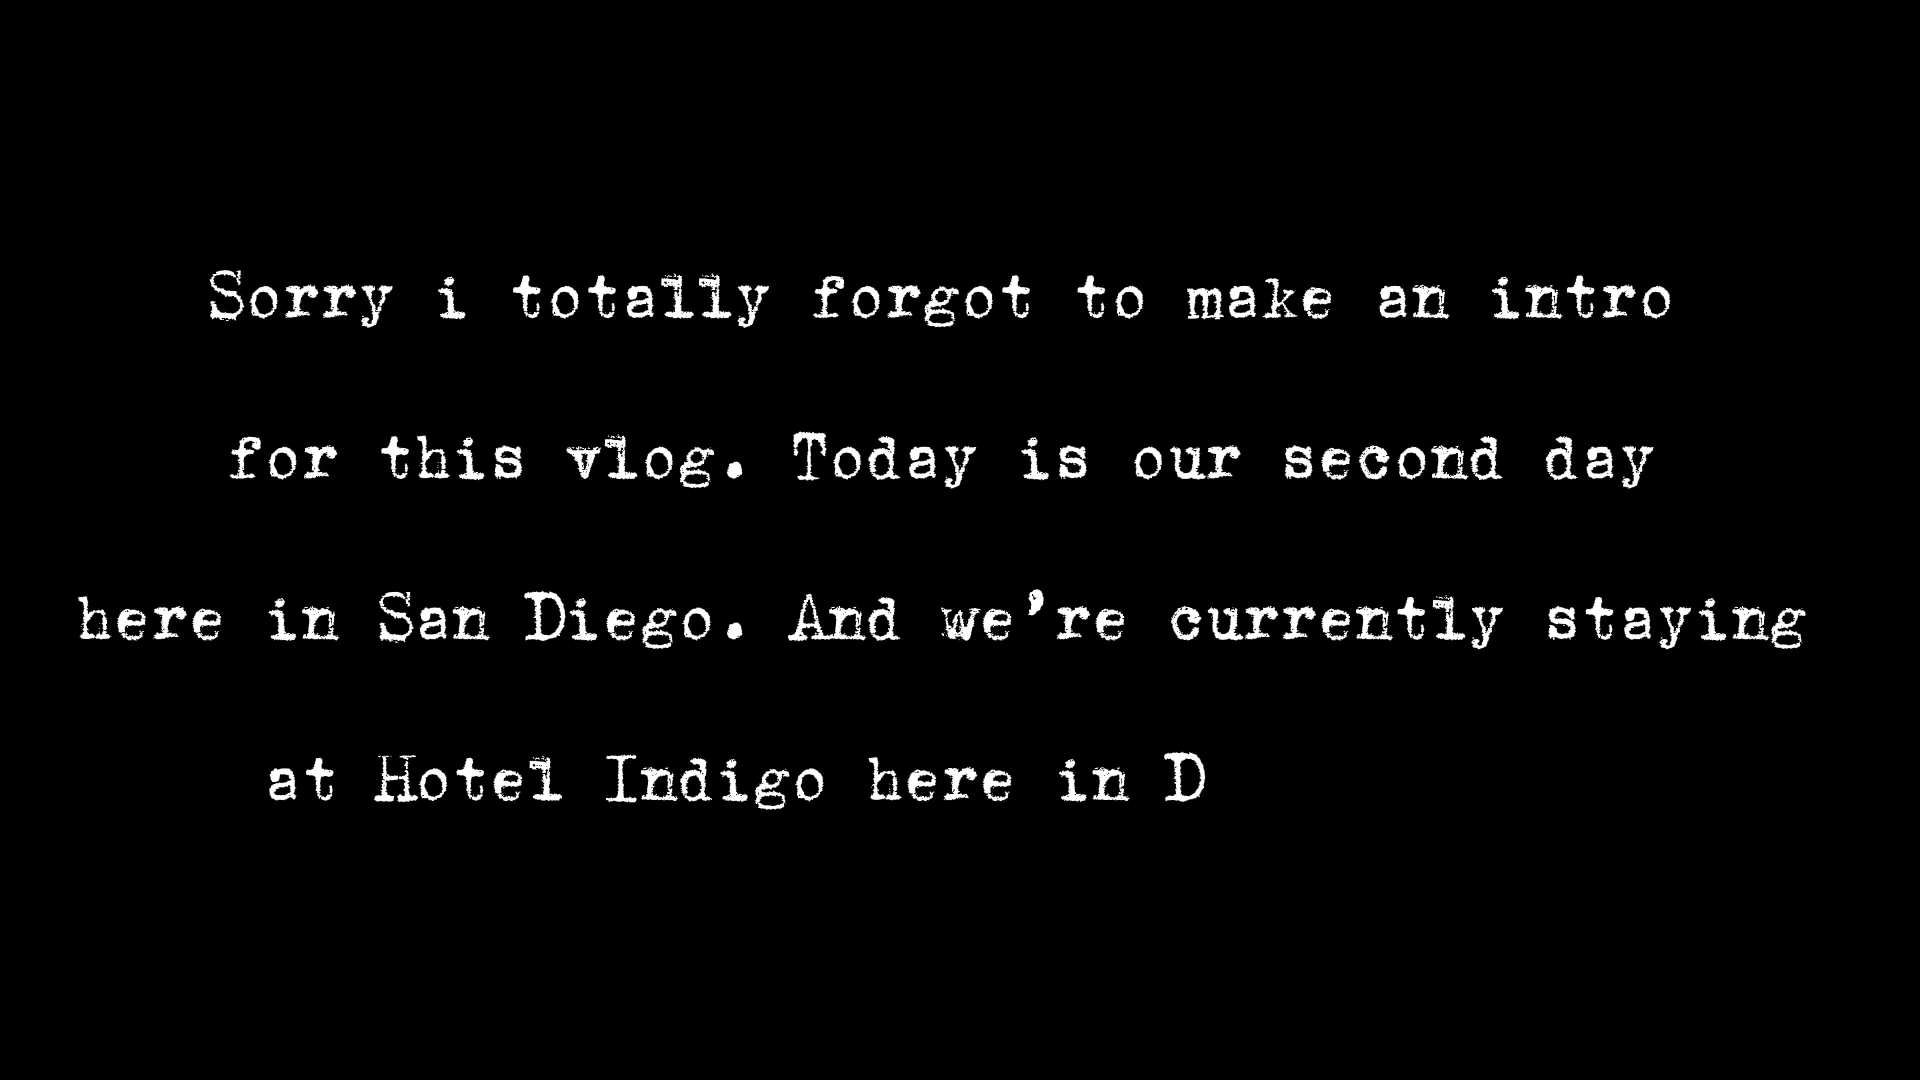 Sorry i totally forgot to make an intro
for this vlog. Today is our second day
here in San Diego. And we’re currently staying
at Hotel Indigo here in D